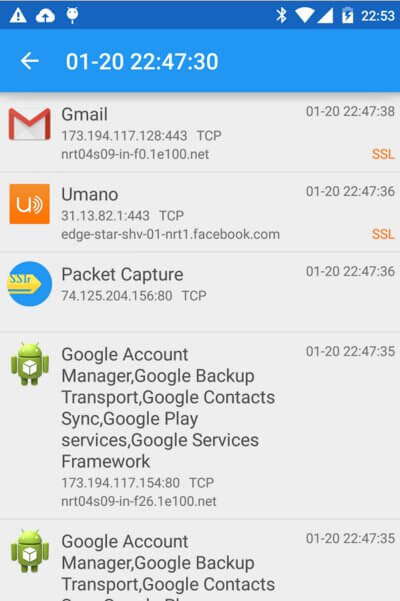 22:53
01-20 22:47:30
Gmail
01-20 22:47:38
173.194.117.128:443 TCP
nrt04s09-in-f0.1e100.net
SSL
Umano
01-20 22:47:36
31.13.82.1:443 TCP
edge-star-shv-01-nrt1.facebook.com
SSL
SSL
Packet Capture
01-20 22:47:36
74.125.204.156:80 TCP
Google Account
01-20 22:47:35
Manager,Google Backup
Transport,Google Contacts
Sync,Google Play
services,Google Services
Framework
173.194.117.154:80 TCP
nrt04s09-in-f26.1e100.net
Google Account
01-20 22:47:35
Manager,Google Backup
Transport,Google Contacts